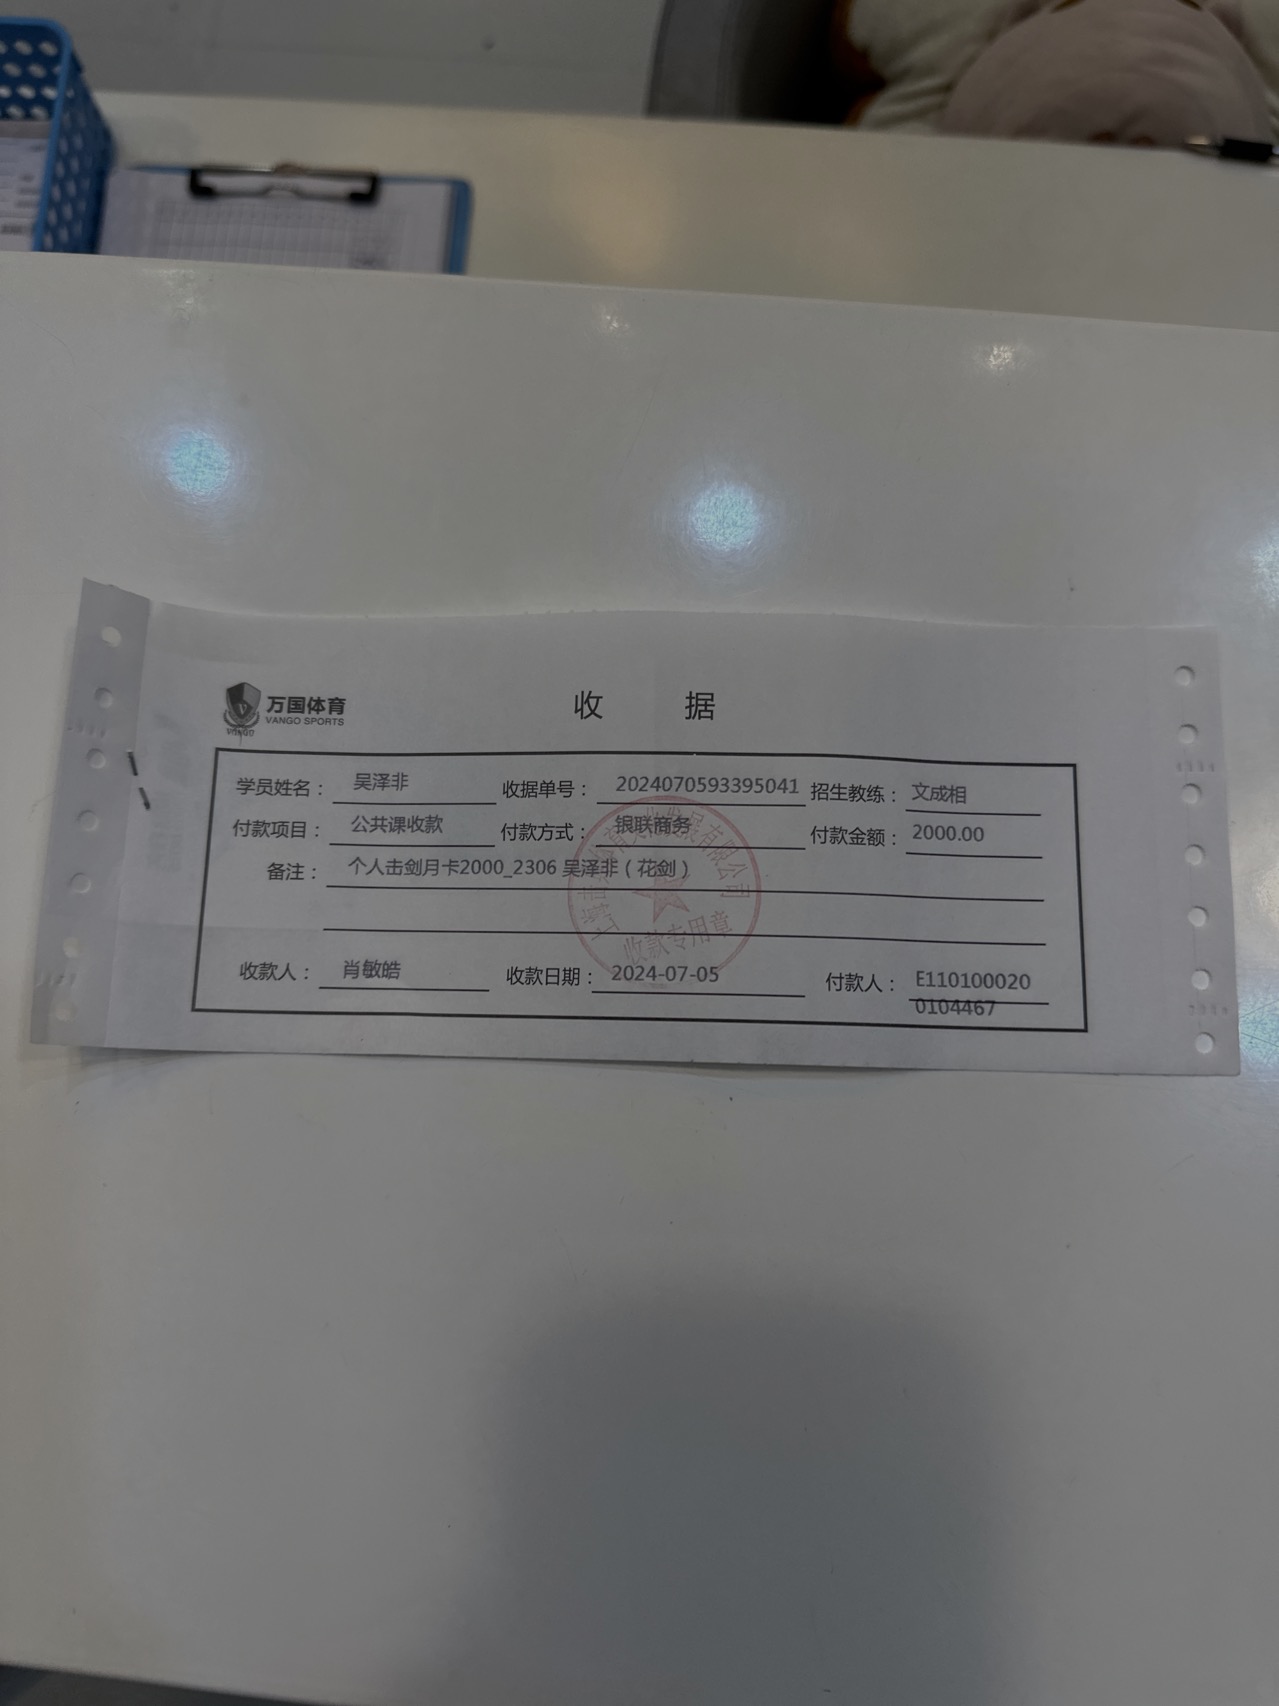 万国体育
VANGO SPORTS
VANGO
收 据
学员姓名： 吴泽非 收据单号： 2024070593395041 招生教练： 文成相
付款项目： 公共课收款 付款方式： 银联商务 付款金额： 2000.00
备注： 个人击剑月卡2000_2306 吴泽非（花剑）
收款专用章
收款人： 肖敏皓 收款日期： 2024-07-05 付款人： E110100020
0104467